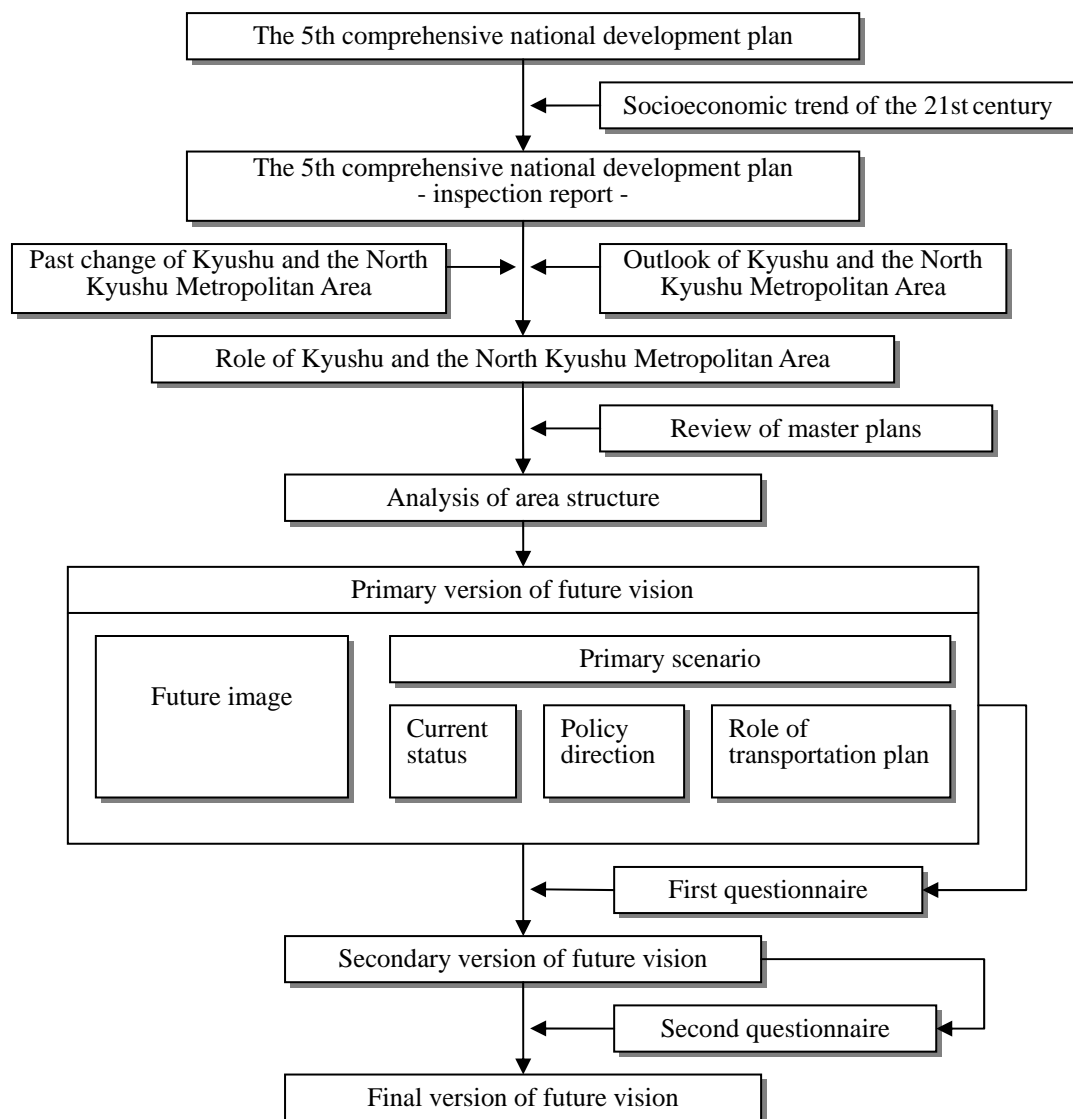 The 5th comprehensive national development plan
Socioeconomic trend of the 21st century
The 5th comprehensive national development plan
- inspection report -
Past change of Kyushu and the North
Kyushu Metropolitan Area
Outlook of Kyushu and the North
Kyushu Metropolitan Area
Role of Kyushu and the North Kyushu Metropolitan Area
Review of master plans
Analysis of area structure
Primary version of future vision
Future image
Primary scenario
Current
status
Policy
direction
Role of
transportation plan
First questionnaire
Secondary version of future vision
Second questionnaire
Final version of future vision